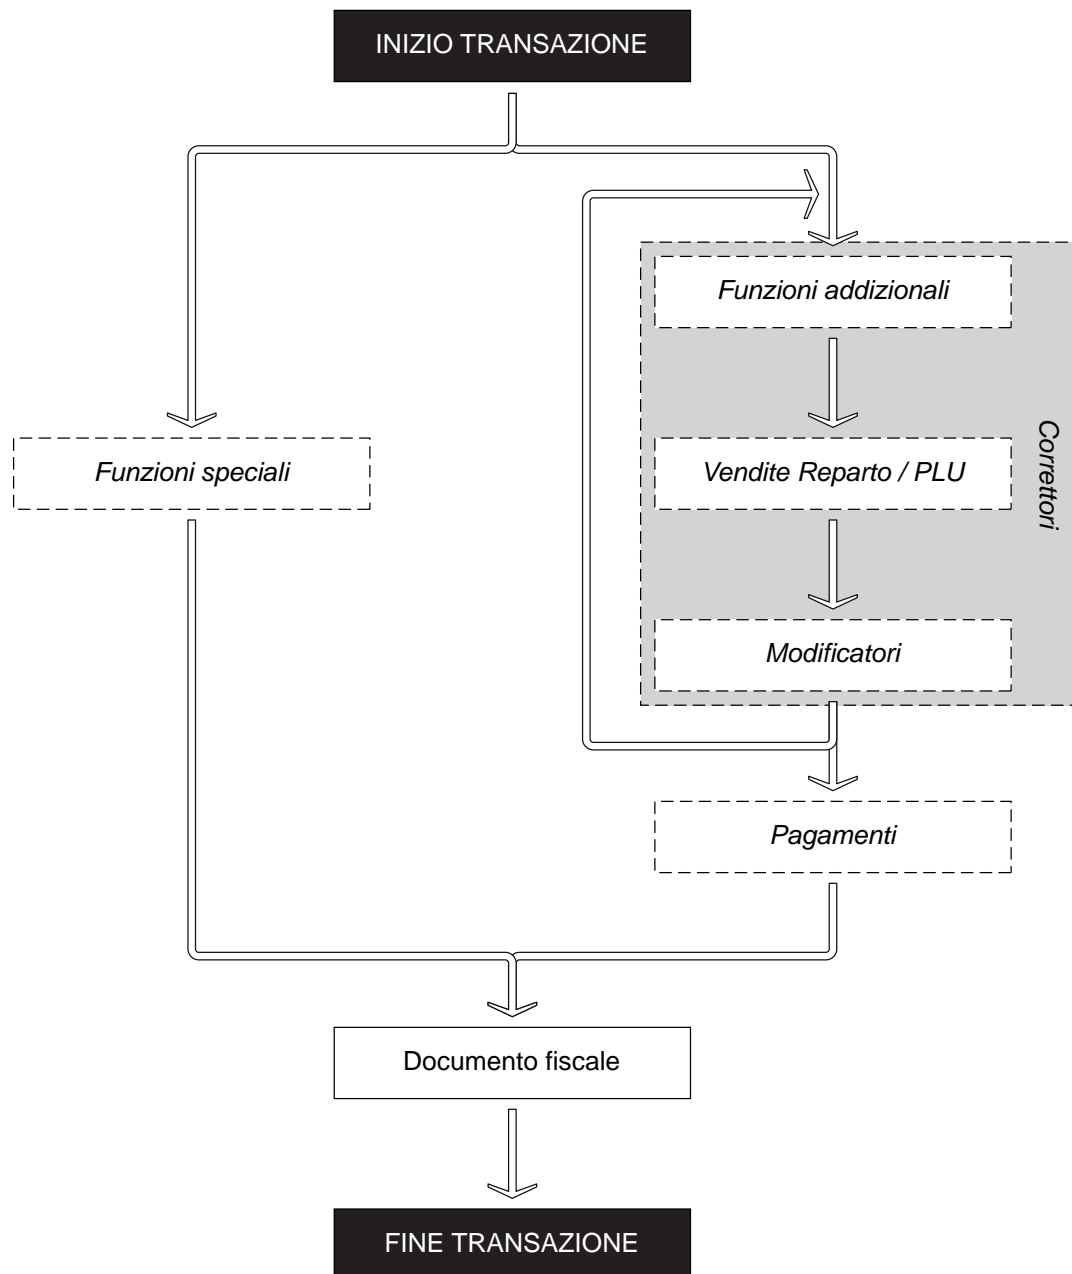 INIZIO TRANSAZIONE
Funzioni addizionali
Funzioni speciali
Vendite Reparto / PLU
Correttori
Modificatori
Pagamenti
Documento fiscale
FINE TRANSAZIONE